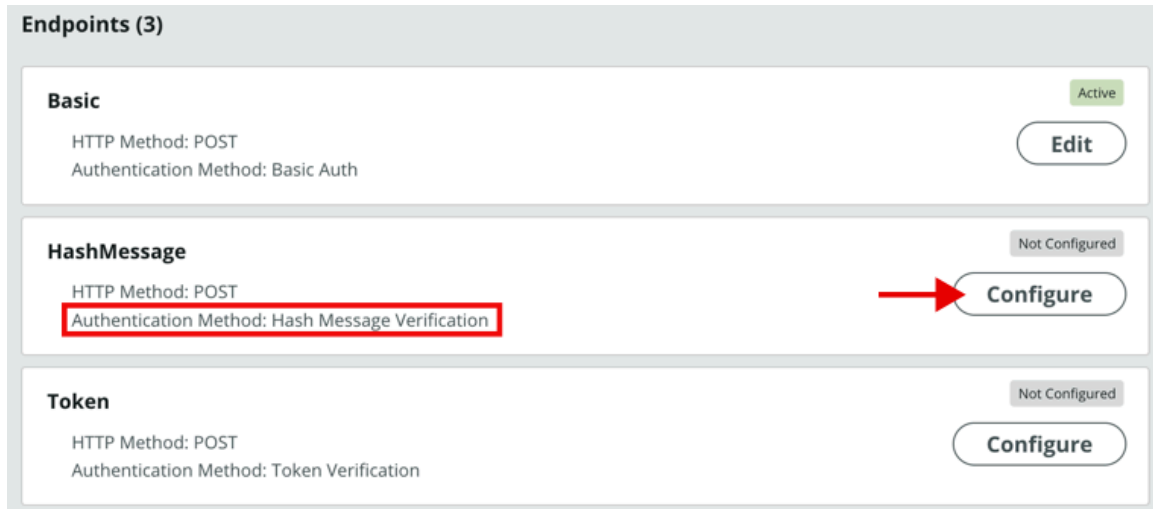 Endpoints (3)
Basic
Active
HTTP Method: POST
Edit
Authentication Method: Basic Auth
HashMessage
Not Configured
HTTP Method: POST
Configure
Authentication Method: Hash Message Verification
Token
Not Configured
HTTP Method: POST
Configure
Authentication Method: Token Verification